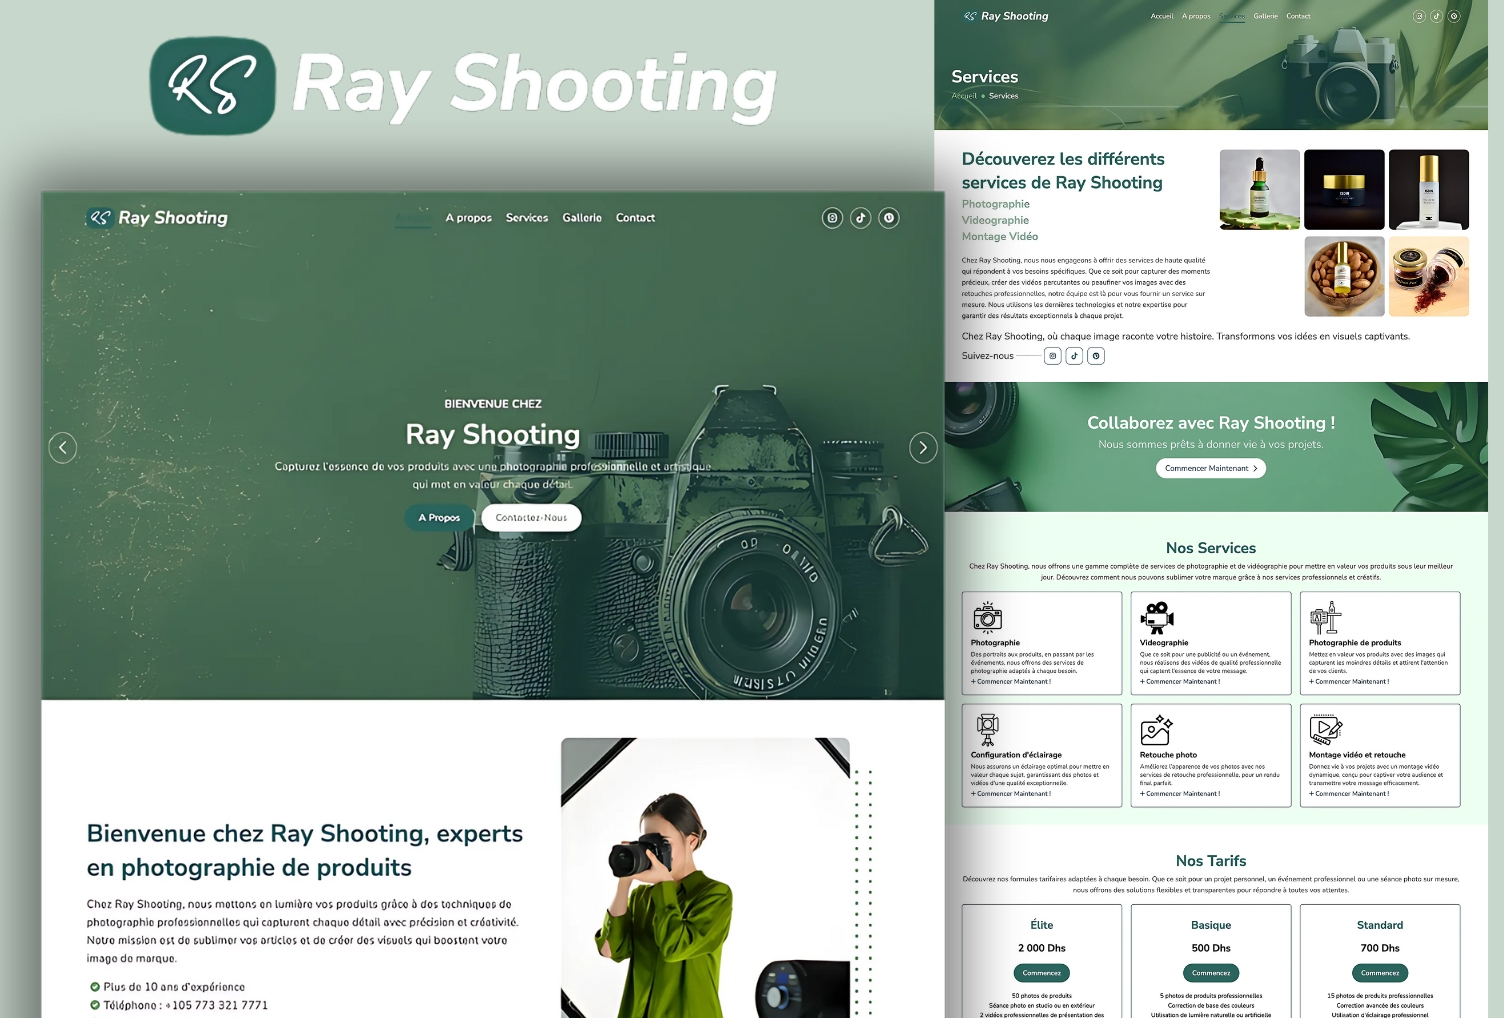 RS Ray Shooting
RS Ray Shooting
A propos Services Gallerie Contact
BIENVENUE CHEZ
Ray Shooting
Capturez l'essence de vos produits avec une photographie professionnelle et artistique
qui met en valeur chaque détail.
A Propos Contactez-Nous
Bienvenue chez Ray Shooting, experts
en photographie de produits
Chez Ray Shooting, nous mettons en lumière vos produits grâce à des techniques de
photographie professionnelles qui capturent chaque détail avec précision et créativité.
Notre mission est de sublimer vos articles et de créer des visuels qui boostent votre
image de marque.
Plus de 10 ans d'expérience
Téléphone : +105 773 321 7771
RS Ray Shooting
Accueil A propos Services Gallerie Contact
Services
Accueil Services
Découvrez les différents
services de Ray Shooting
Photographie
Videographie
Montage Vidéo
Chez Ray Shooting, nous nous engageons à offrir des services de haute qualité
qui répondent à vos besoins spécifiques. Que ce soit pour capturer des moments
précieux, créer des vidéos percutantes ou peaufiner vos images avec des
retouches professionnelles, notre équipe est là pour vous fournir un service sur
mesure. Nous utilisons les dernières technologies et notre expertise pour
garantir des résultats exceptionnels à chaque projet.
Chez Ray Shooting, où chaque image raconte votre histoire. Transformons vos idées en visuels captivants.
Suivez-nous
Collaborez avec Ray Shooting !
Nous sommes prêts à donner vie à vos projets.
Commencer Maintenant
Nos Services
Chez Ray Shooting, nous offrons une gamme complète de services de photographie et de vidéographie pour mettre en valeur vos produits sous leur meilleur
jour. Découvrez comment nous pouvons sublimer votre marque grâce à nos services professionnels et créatifs.
Photographie
Des portraits aux produits, en passant par les
événements, nous offrons des services de
photographie adaptés à chaque besoin.
+ Commencer Maintenant !
Videographie
Que ce soit pour une publicité ou un événement,
nous réalisons des vidéos de qualité professionnelle
qui captent l'essence de votre message.
+ Commencer Maintenant !
Photographie de produits
Mettez en valeur vos produits avec des images qui
capturent les moindres détails et attirent l'attention
de vos clients.
+ Commencer Maintenant !
Configuration d'éclairage
Nous assurons un éclairage optimal pour mettre en
valeur chaque sujet, garantissant des photos et
vidéos d'une qualité exceptionnelle.
+ Commencer Maintenant !
Retouche photo
Améliorez l'apparence de vos photos avec nos
services de retouche professionnelle, pour un rendu
final parfait.
+ Commencer Maintenant !
Montage vidéo et retouche
Donnez vie à vos projets avec un montage vidéo
dynamique, conçu pour captiver votre audience et
transmettre votre message efficacement.
+ Commencer Maintenant !
Nos Tarifs
Découvrez nos formules tarifaires adaptées à chaque besoin. Que ce soit pour un projet personnel, un événement professionnel ou une séance photo sur mesure,
nous offrons des solutions flexibles et transparentes pour répondre à toutes vos attentes.
Élite
2 000 Dhs
Commencez
50 photos de produits
Séance photo en studio ou en extérieur
2 vidéos professionnelles de présentation des
Basique
500 Dhs
Commencez
5 photos de produits professionnelles
Correction de base des couleurs
Utilisation de lumière naturelle ou artificielle
Standard
700 Dhs
Commencez
15 photos de produits professionnelles
Correction avancée des couleurs
Utilisation d'éclairage professionnel